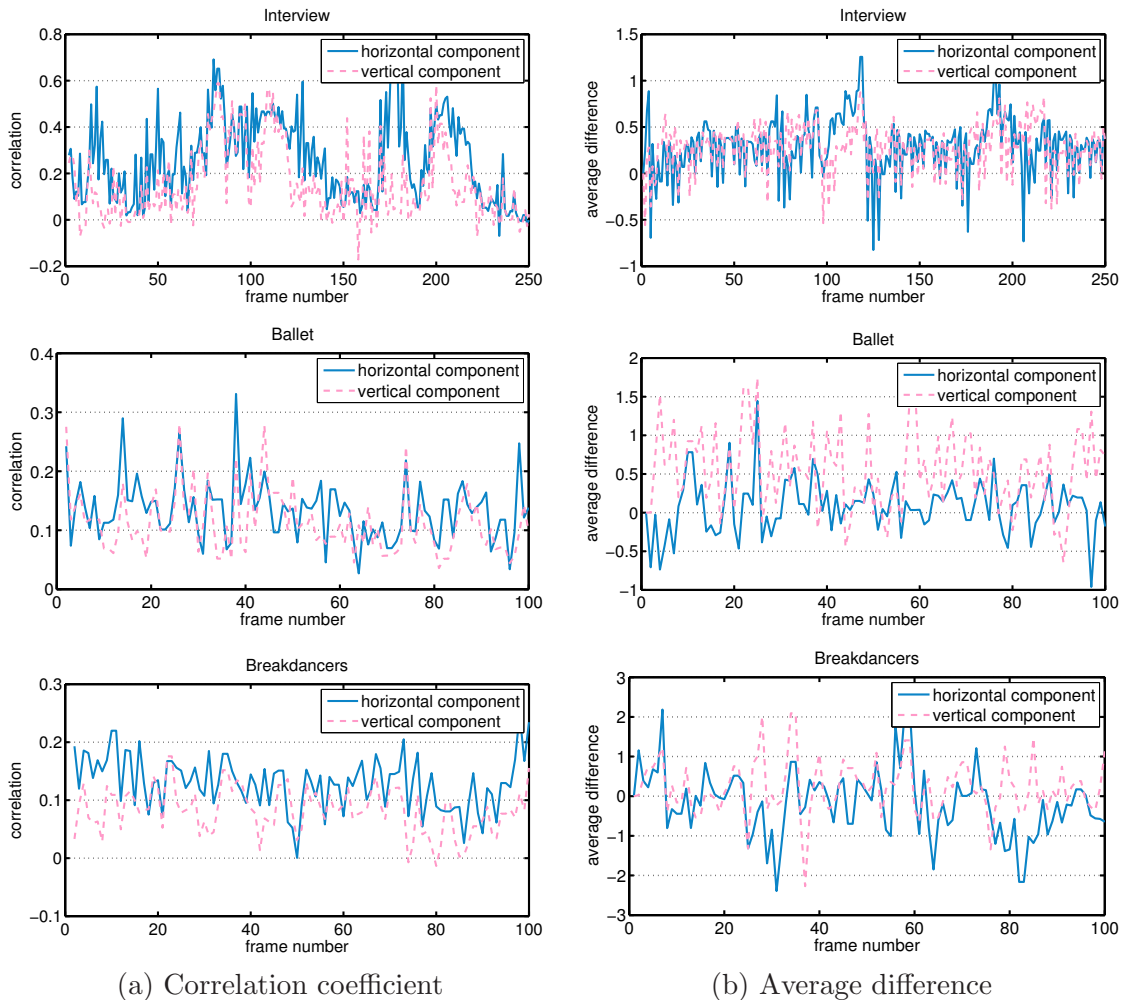 Interview
0.8
0.6
0.4
0.2
0
−0.2
0 50 100 150 200 250
correlation
frame number
horizontal component
vertical component
Interview
1.5
1
0.5
0
−0.5
−1
0 50 100 150 200 250
average difference
frame number
horizontal component
vertical component
Ballet
0.4
0.3
0.2
0.1
0
0 20 40 60 80 100
correlation
frame number
horizontal component
vertical component
Ballet
2
1.5
1
0.5
0
−0.5
−1
0 20 40 60 80 100
average difference
frame number
horizontal component
vertical component
Breakdancers
0.3
0.2
0.1
0
−0.1
0 20 40 60 80 100
correlation
frame number
horizontal component
vertical component
Breakdancers
3
2
1
0
−1
−2
−3
0 20 40 60 80 100
average difference
frame number
horizontal component
vertical component
(a) Correlation coefficient
(b) Average difference